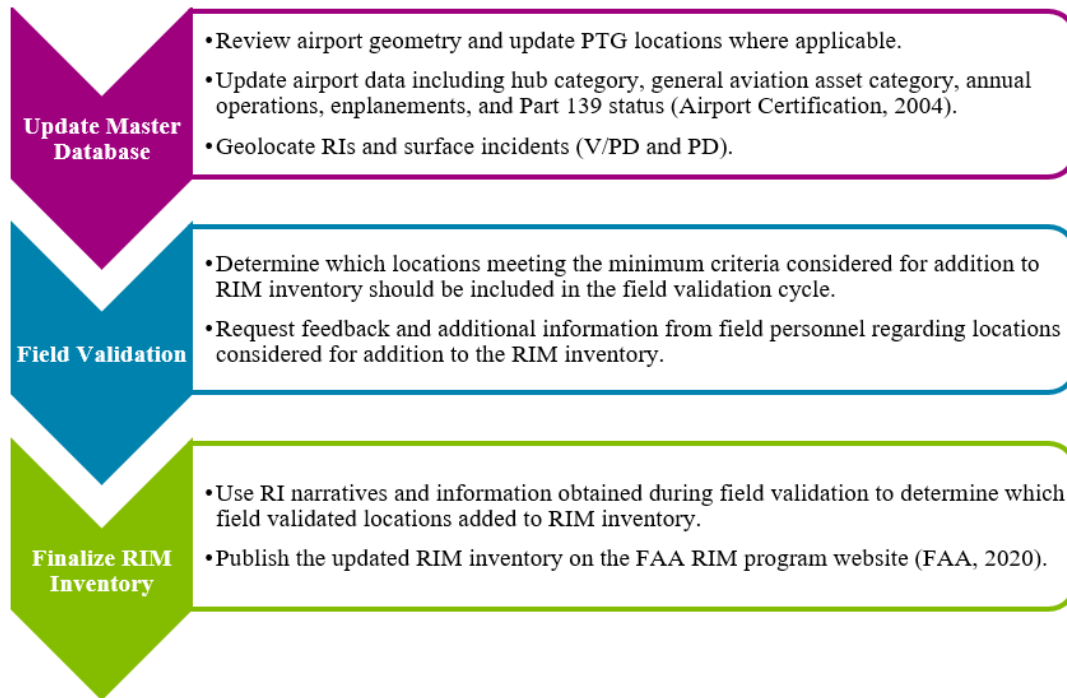 Update Master
Database
•Review airport geometry and update PTG locations where applicable.
•Update airport data including hub category, general aviation asset category, annual
operations, enplanements, and Part 139 status (Airport Certification, 2004).
•Geolocate RIs and surface incidents (V/PD and PD).
Field Validation
•Determine which locations meeting the minimum criteria considered for addition to
RIM inventory should be included in the field validation cycle.
•Request feedback and additional information from field personnel regarding locations
considered for addition to the RIM inventory.
Finalize RIM
Inventory
•Use RI narratives and information obtained during field validation to determine which
field validated locations added to RIM inventory.
•Publish the updated RIM inventory on the FAA RIM program website (FAA, 2020).